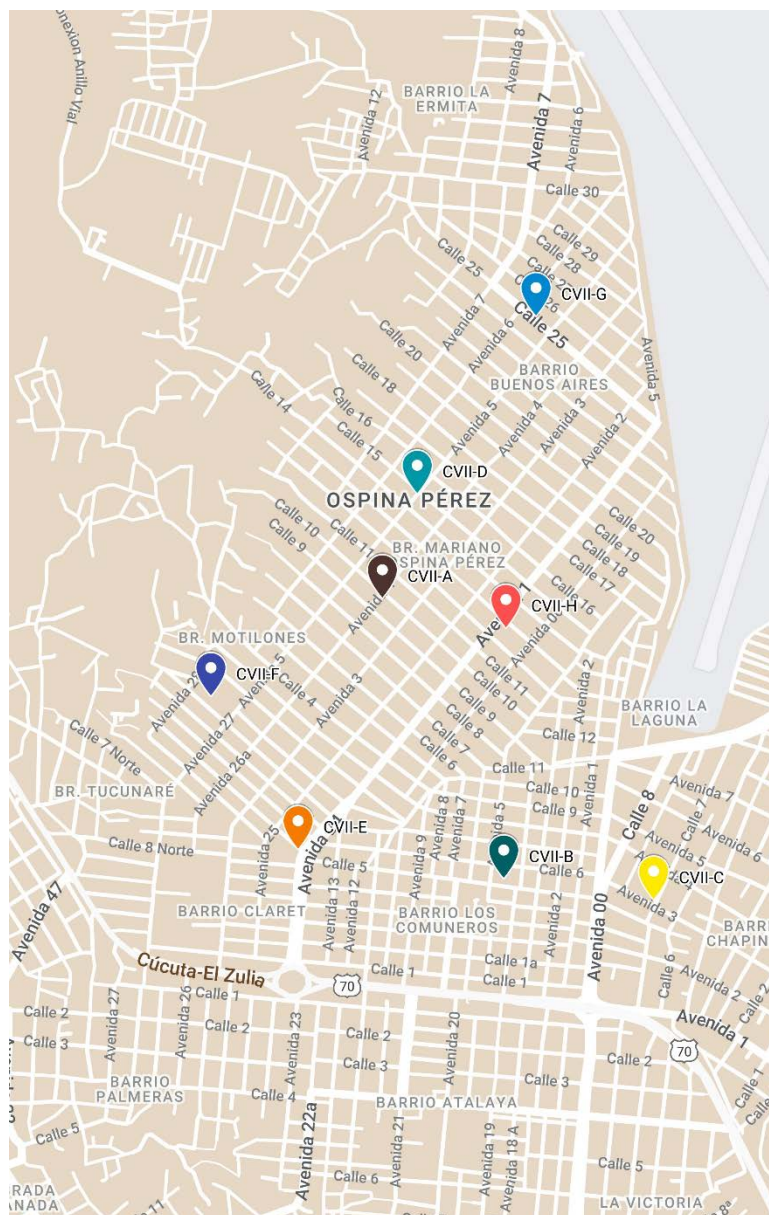 Conexion Anillo Vial
Avenida 8
BARRIO LA
ERMITA
Avenida 12
Avenida 7
Avenida 6
Calle 30
Calle 29
Calle 28
Calle 25
CVII-G
Calle 25
Avenida 7
Avenida 6
Calle 20
Calle 18
BARRIO
BUENOS AIRES
Avenida 5
Calle 14
Calle 16
Calle 15
Avenida 5
Avenida 4
Avenida 3
Avenida 2
CVII-D
OSPINA PÉREZ
Calle 10
Calle 9
Calle 11
BR. MARIANO
OSPINA PÉREZ
CVII-A
Calle 20
Calle 19
Calle 18
Calle 17
Calle 16
CVII-H
BR. MOTILONES
CVII-F
Calle 4
Avenida 3
Avenida 27
Avenida 26a
Calle 11
Calle 10
Calle 9
Calle 8
Calle 7
Calle 6
Avenida 2
BARRIO LA
LAGUNA
Calle 12
Calle 7 Norte
BR. TUCUNARÉ
Calle 11
Calle 10
Calle 9
Avenida 1
Calle 8
Avenida 7
Calle 7
Avenida 6
Avenida 5
CVII-E
Calle 8 Norte
Avenida 25
Calle 5
Avenida 13
Avenida 12
Avenida 9
Avenida 8
Avenida 7
CVII-B
Calle 6
Avenida 2
CVII-C
Avenida 3
Avenida 47
BARRIO CLARET
BARRIO LOS
COMUNEROS
Avenida 00
Calle 6
Avenida 2
Cúcuta-El Zulia
Calle 1
70
Calle 1a
Calle 1
Avenida 1
70
Calle 1
Calle 2
Calle 3
Avenida 27
Avenida 26
Calle 1
Calle 2
Avenida 23
Calle 2
Calle 3
Avenida 20
Calle 2
BARRIO
PALMERAS
Calle 4
BARRIO ATALAYA
Calle 3
Calle 5
Avenida 22a
Avenida 21
Avenida 19
Avenida 18 A
Calle 6
Calle 5
LA VICTORIA